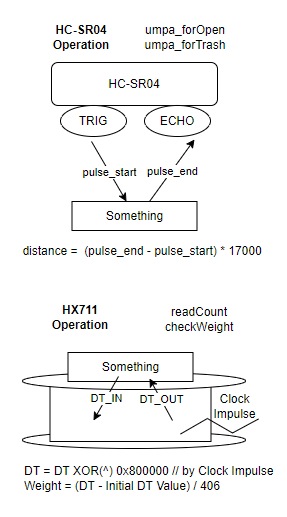 HC-SR04 umpa_forOpen
Operation umpa_forTrash
HC-SR04
TRIG ECHO
pulse_start pulse_end
Something
distance = (pulse_end - pulse_start) * 17000
HX711 readCount
Operation checkWeight
Something
DT_IN DT_OUT Clock
Impulse
DT = DT XOR(^) 0x800000 // by Clock Impulse
Weight = (DT - Initial DT Value) / 406